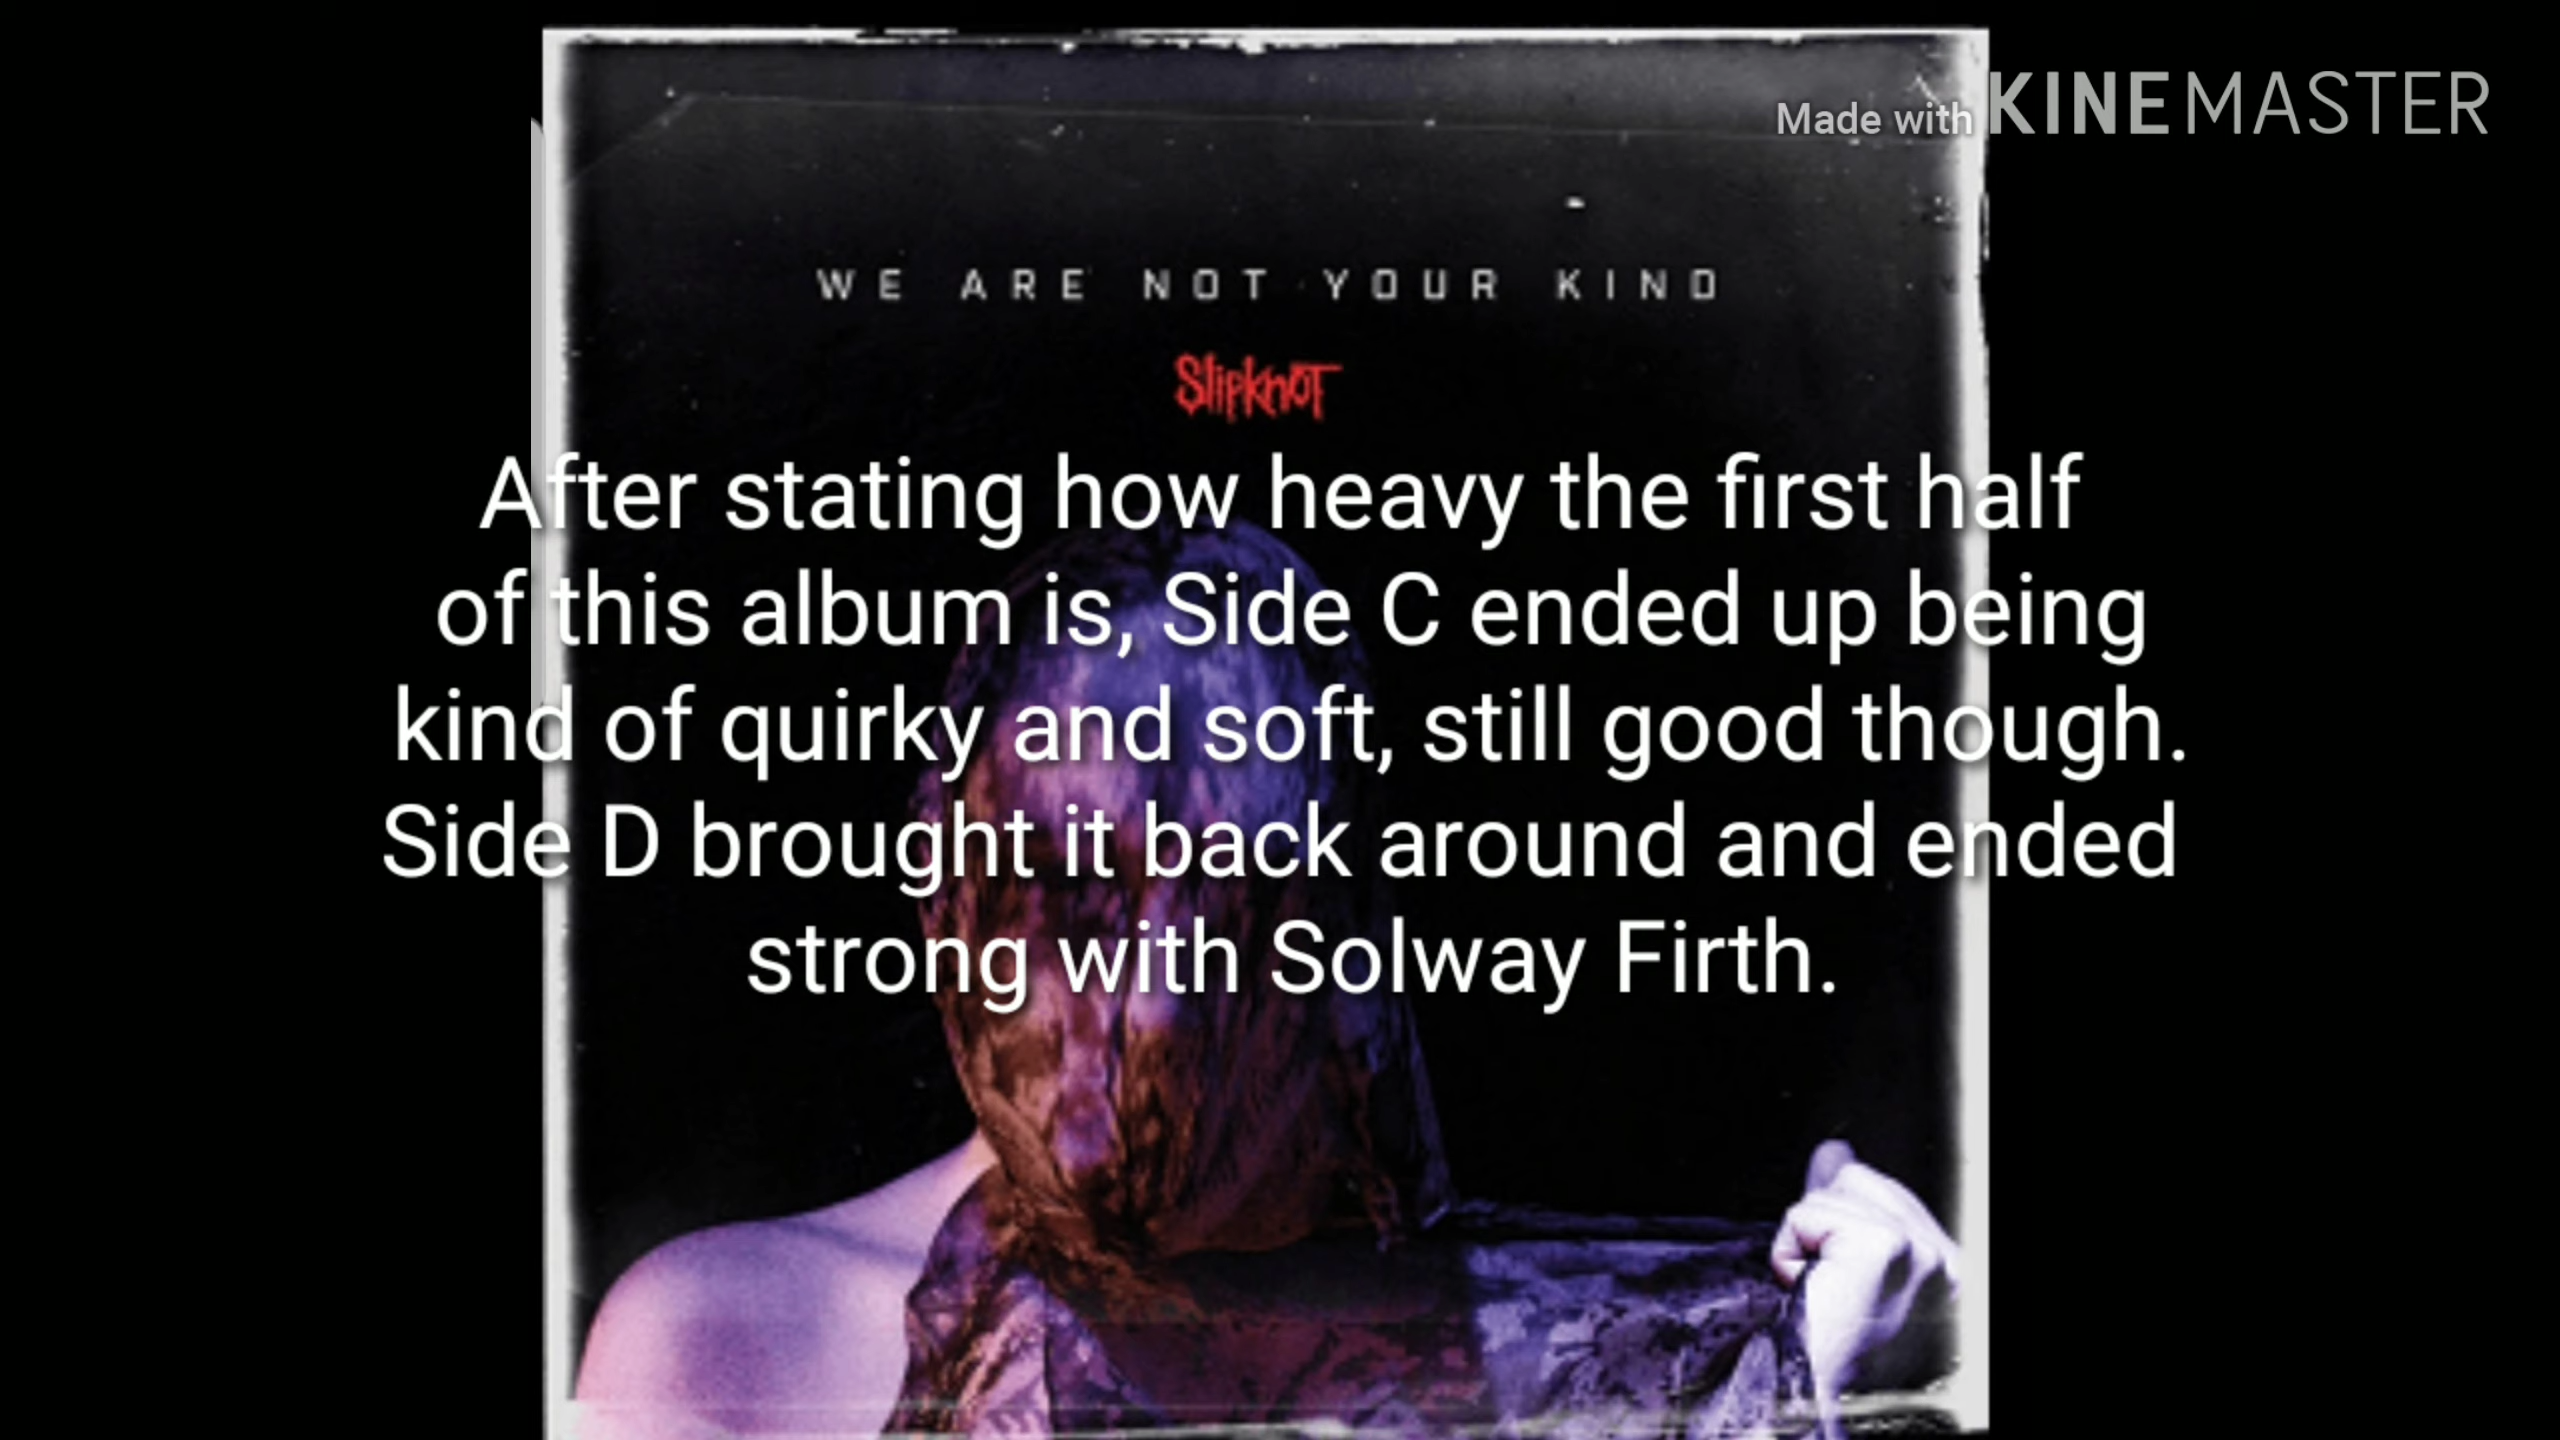 Made with KINEMASTER
WE ARE NOT YOUR KIND
Slipknot
After stating how heavy the first half
of this album is, Side C ended up being
kind of quirky and soft, still good though.
Side D brought it back around and ended
strong with Solway Firth.